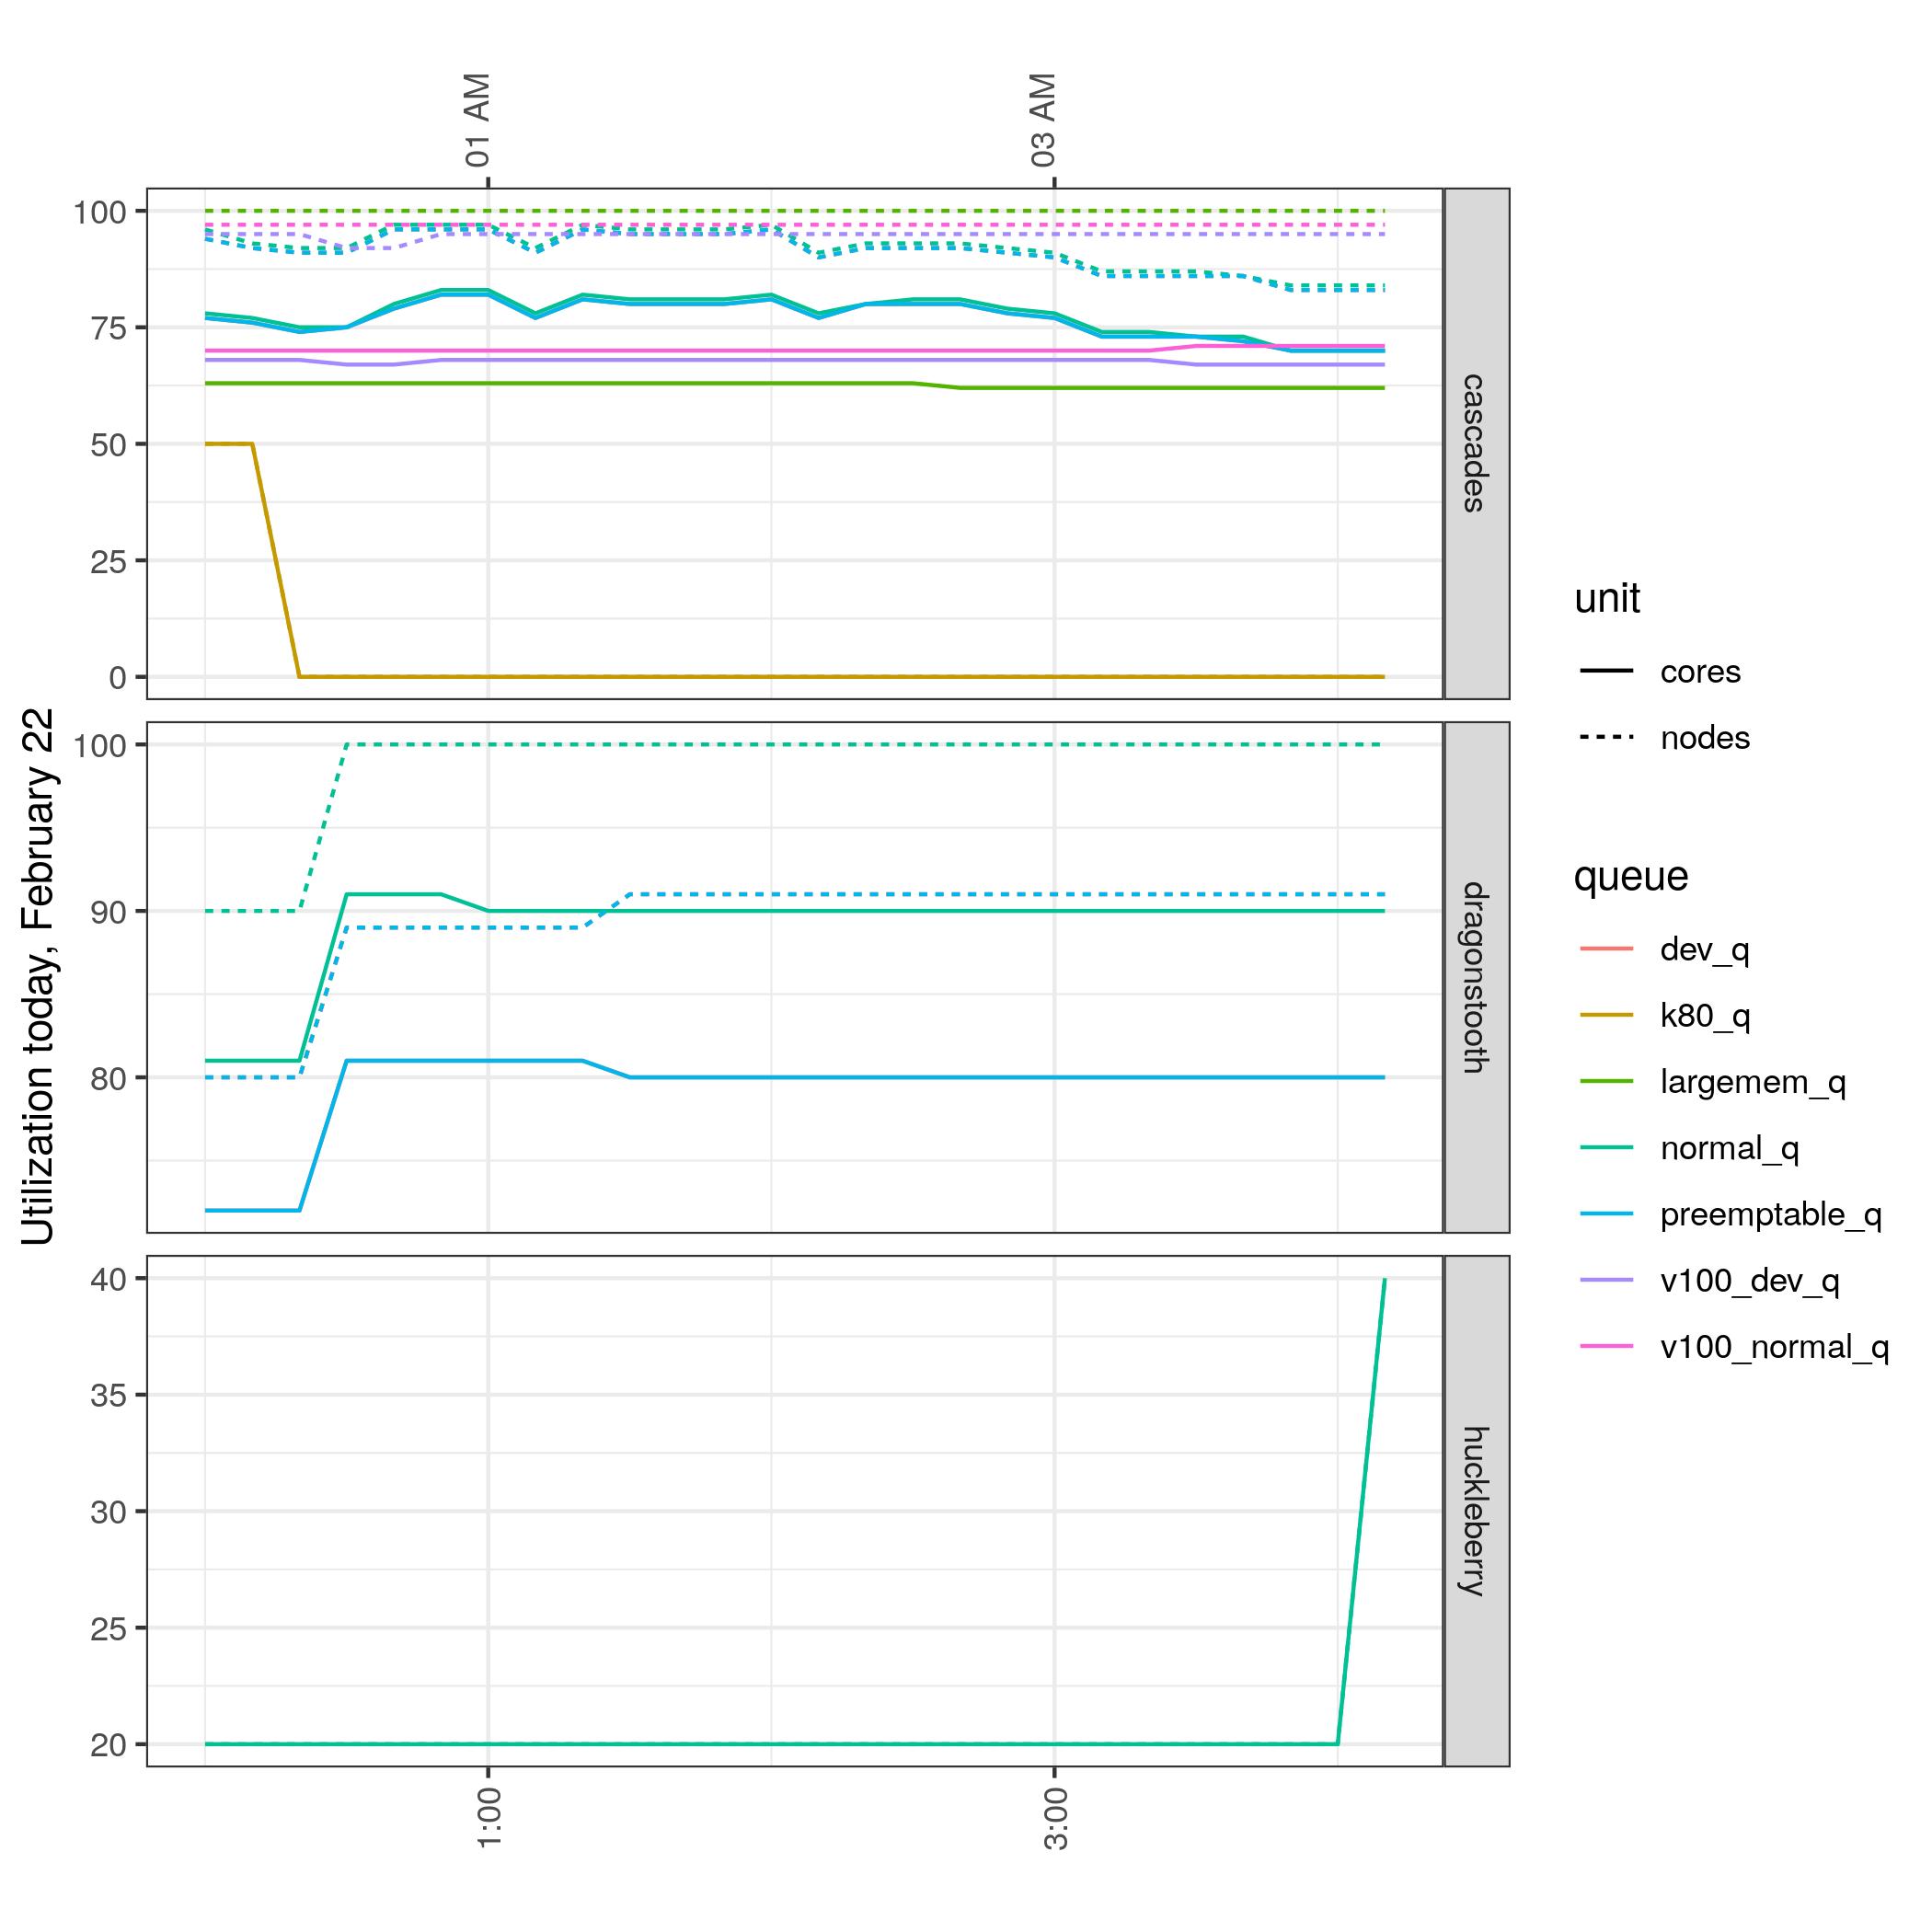 01 AM
03 AM
Utilization today, February 22
100
75
50
25
0
cascades
100
90
80
dragonstooth
40
35
30
25
20
huckleberry
1:00
3:00
unit
cores
nodes
queue
dev_q
k80_q
largemem_q
normal_q
preemptable_q
v100_dev_q
v100_normal_q